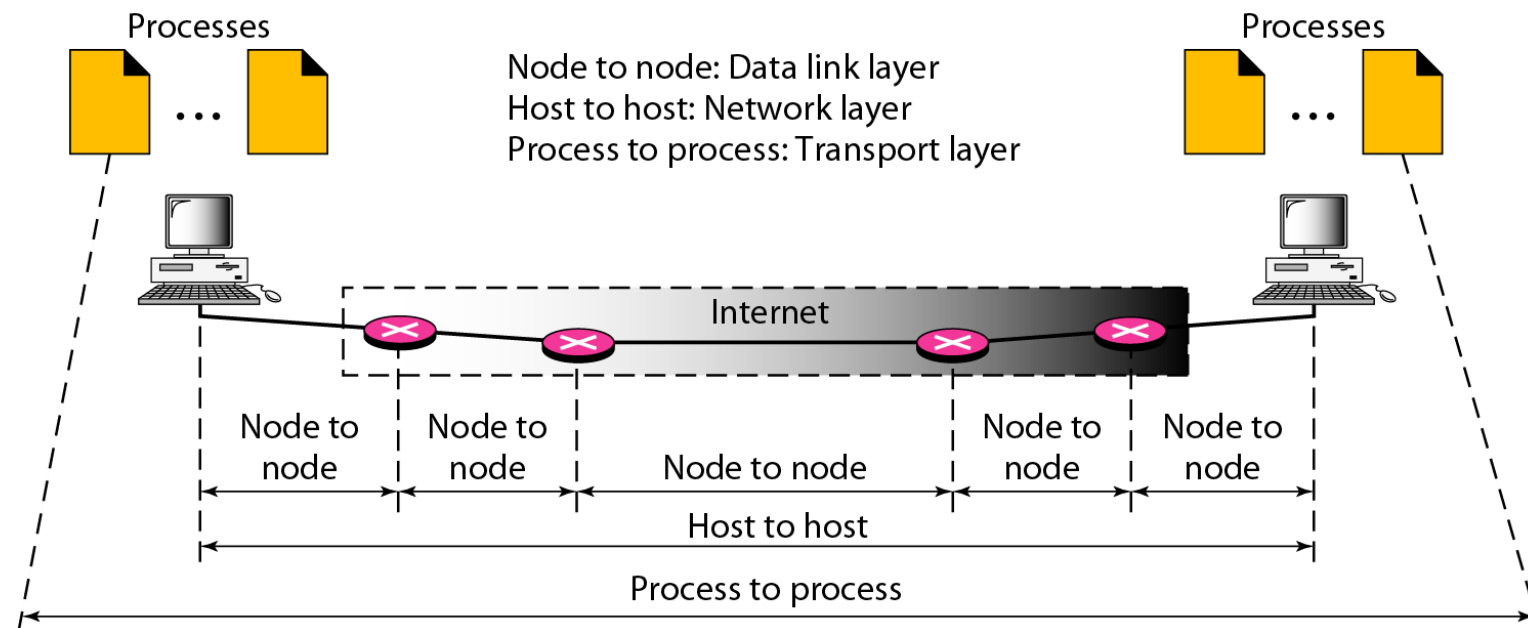 Processes
Processes
Node to node: Data link layer
Host to host: Network layer
Process to process: Transport layer
Internet
Node to
node
Node to
node
Node to node
Node to
node
Node to
node
Host to host
Process to process